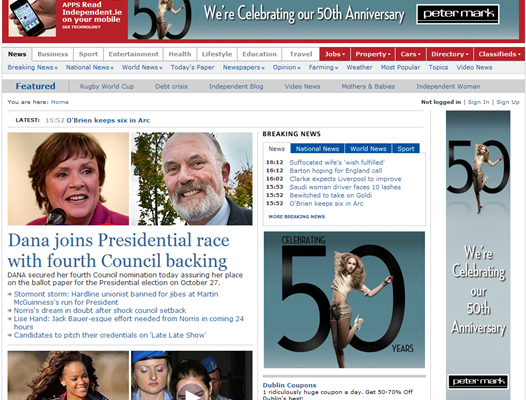 APPS Read
Independent.ie
on your mobile
SEE TECHNOLOGY
We're Celebrating our 50th Anniversary
peter mark
News Business Sport Entertainment Health Lifestyle Education Travel Jobs Property Cars Directory Classifieds
Breaking News National News World News Today's Paper Newspapers Opinion Farming Weather Most Popular Topics Video News
Featured Rugby World Cup Debt crisis Independent Blog Video News Mothers & Babies Independent Woman
You are here: Home
Not logged in | Sign In | Sign Up
LATEST: 15:52 O'Brien keeps six in Arc
BREAKING NEWS
News National News World News Sport
16:12 Suffocated wife's 'wish fulfilled'
16:12 Barton hoping for England call
16:02 Clarke expects Liverpool to improve
15:53 Saudi woman driver faces 10 lashes
15:53 Bewitched to take on Goldi
15:52 O'Brien keeps six in Arc
MORE BREAKING NEWS
Dana joins Presidential race
with fourth Council backing
DANA secured her fourth Council nomination today assuring her place
on the ballot paper for the Presidential election on October 27.
Stormont storm: Hardline unionist banned for jibes at Martin
McGuinness's run for President
Norris's dream in doubt after shock council setback
Lise Hand: Jack Bauer-esque effort needed from Norris in coming 24
hours
Candidates to pitch their credentials on 'Late Late Show'
CELEBRATING
50
YEARS
Dublin Coupons
1 ridiculously huge coupon a day. Get 50-70% Off
Dublin's best!
50
We're
Celebrating
our
50th
Anniversary
peter mark